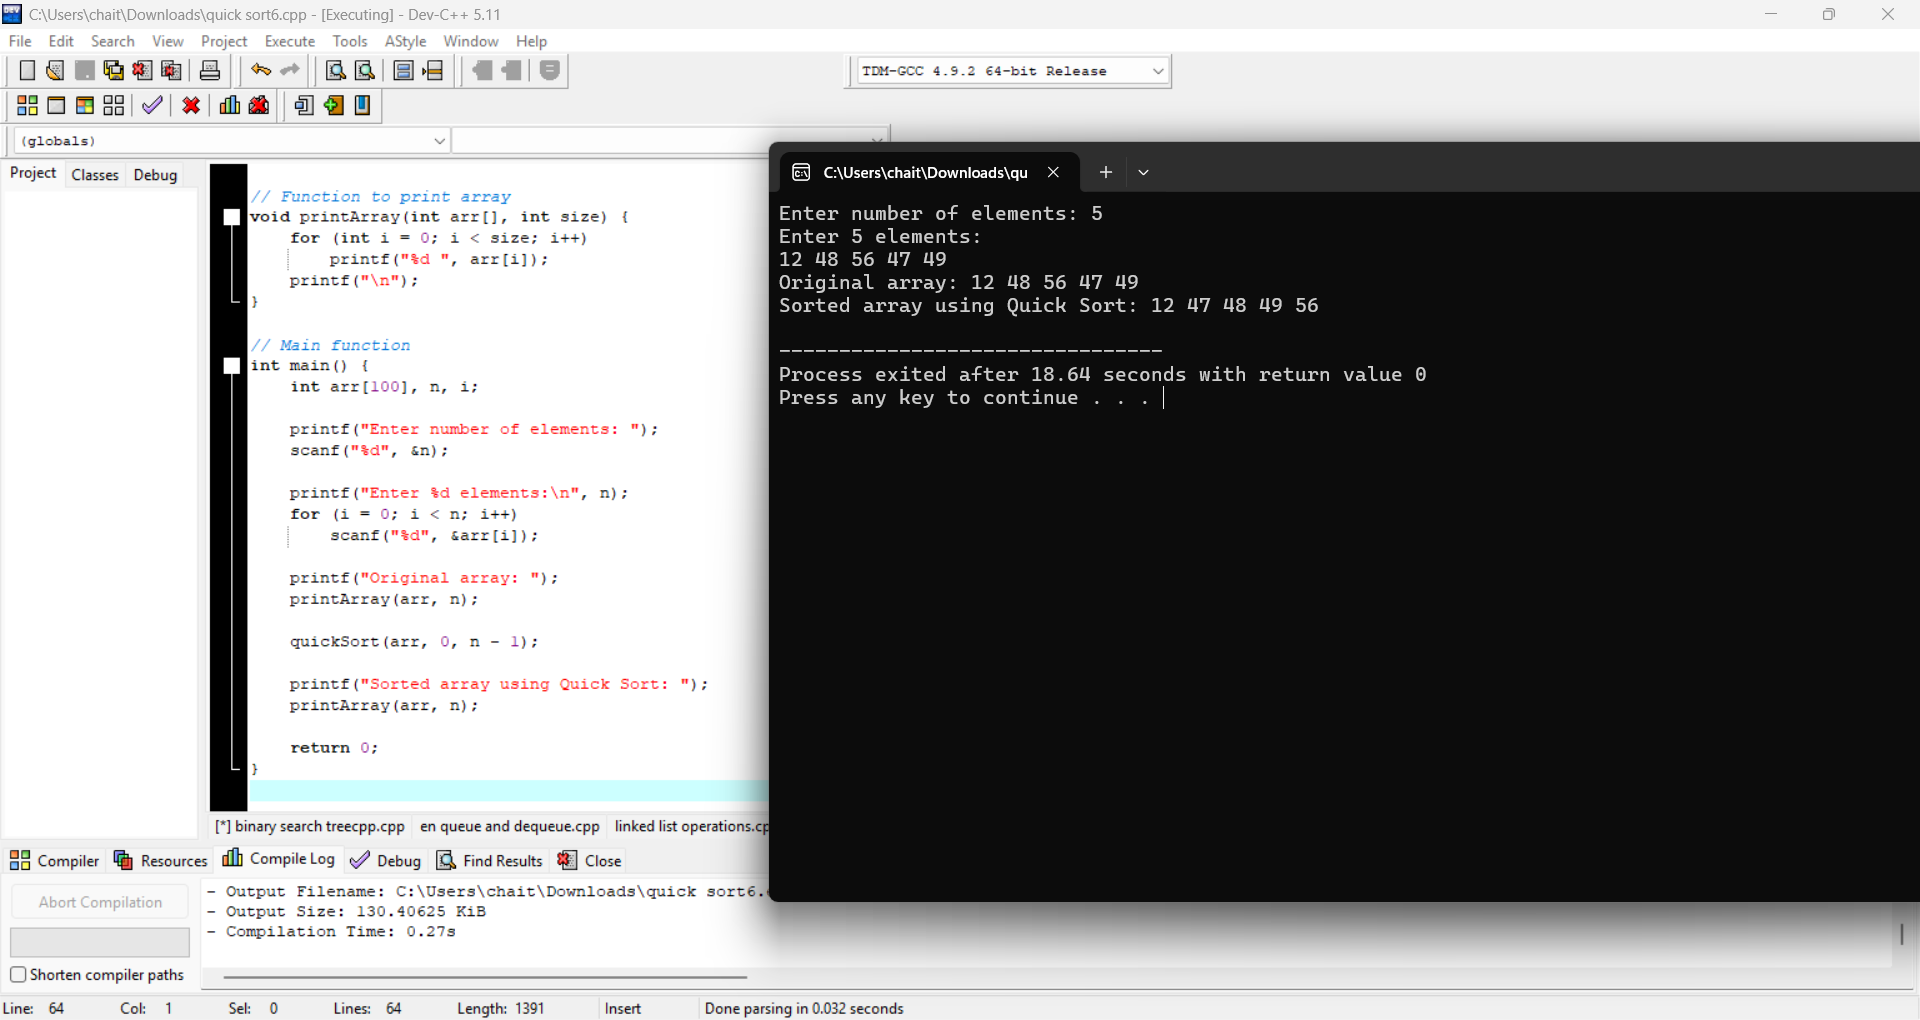 C:\Users\chait\Downloads\quick sort6.cpp - [Executing] - Dev-C++ 5.11
File Edit Search View Project Execute Tools AStyle Window Help
TDM-GCC 4.9.2 64-bit Release
(globals)
Project Classes Debug
// Function to print array
void printArray(int arr[], int size) {
    for (int i = 0; i < size; i++)
        printf("%d ", arr[i]);
    printf("\n");
}
// Main function
int main() {
    int arr[100], n, i;
    printf("Enter number of elements: ");
    scanf("%d", &n);
    printf("Enter %d elements:\n", n);
    for (i = 0; i < n; i++)
        scanf("%d", &arr[i]);
    printf("Original array: ");
    printArray(arr, n);
    quickSort(arr, 0, n - 1);
    printf("Sorted array using Quick Sort: ");
    printArray(arr, n);
    return 0;
}
C:\Users\chait\Downloads\qu
Enter number of elements: 5
Enter 5 elements:
12 48 56 47 49
Original array: 12 48 56 47 49
Sorted array using Quick Sort: 12 47 48 49 56
--------------------------------
Process exited after 18.64 seconds with return value 0
Press any key to continue . . .
[*] binary search treecpp.cpp en queue and dequeue.cpp linked list operations.cp
Compiler Resources Compile Log Debug Find Results Close
Abort Compilation
Shorten compiler paths
- Output Filename: C:\Users\chait\Downloads\quick sort6.
- Output Size: 130.40625 KiB
- Compilation Time: 0.27s
Line: 64 Col: 1 Sel: 0 Lines: 64 Length: 1391 Insert Done parsing in 0.032 seconds